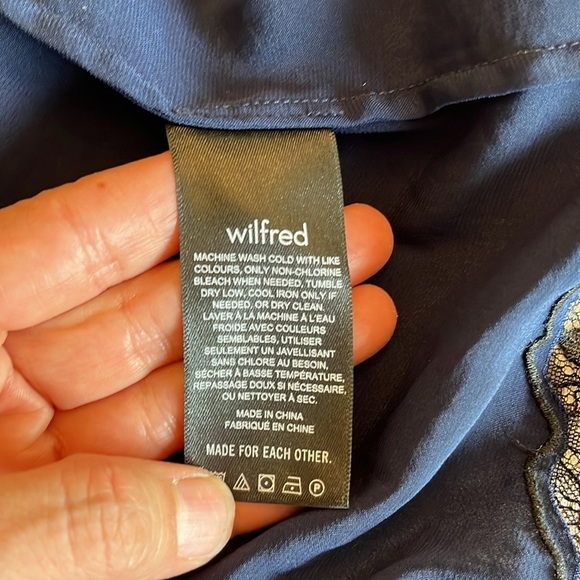 wilfred
MACHINE WASH COLD WITH LIKE
COLOURS, ONLY NON-CHLORINE
BLEACH WHEN NEEDED, TUMBLE
DRY LOW, COOL IRON ONLY IF
NEEDED, OR DRY CLEAN.
LAVER À LA MACHINE À L'EAU
FROIDE AVEC COULEURS
SEMBLABLES, UTILISER
SEULEMENT UN JAVELLISANT
SANS CHLORE AU BESOIN,
SÉCHER À BASSE TEMPÉRATURE,
REPASSAGE DOUX SI NÉCESSAIRE,
OU NETTOYER À SEC.
MADE IN CHINA
FABRIQUÉ EN CHINE
MADE FOR EACH OTHER.
P